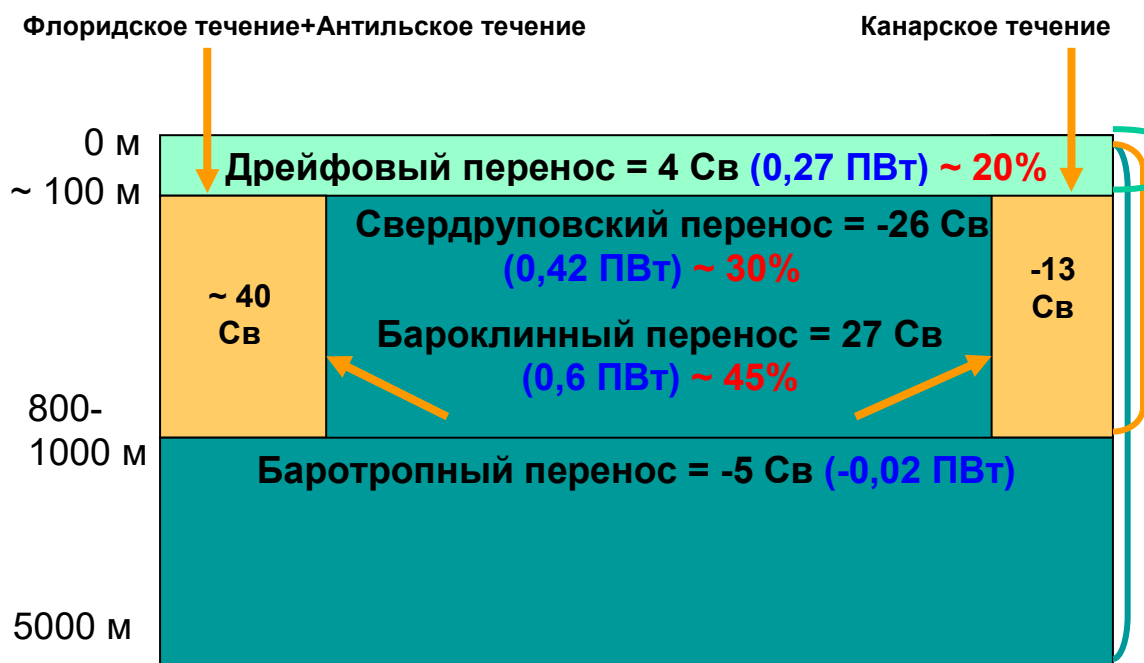 Флоридское течение+Антильское течение
Канарское течение
0 м
Дрейфовый перенос = 4 Св (0,27 ПВт) ~ 20%
~ 100 м
Свердруповский перенос = -26 Св
(0,42 ПВт) ~ 30%
~ 40
Св
-13
Св
Бароклинный перенос = 27 Св
(0,6 ПВт) ~ 45%
800-
1000 м
Баротропный перенос = -5 Св (-0,02 ПВт)
5000 м